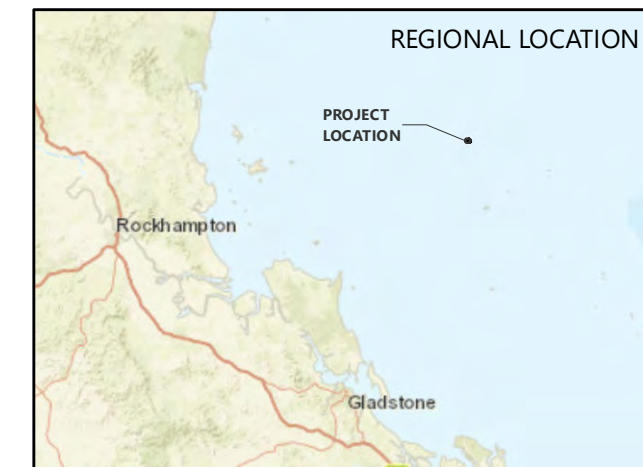 REGIONAL LOCATION
PROJECT
LOCATION
Rockhampton
Gladstone